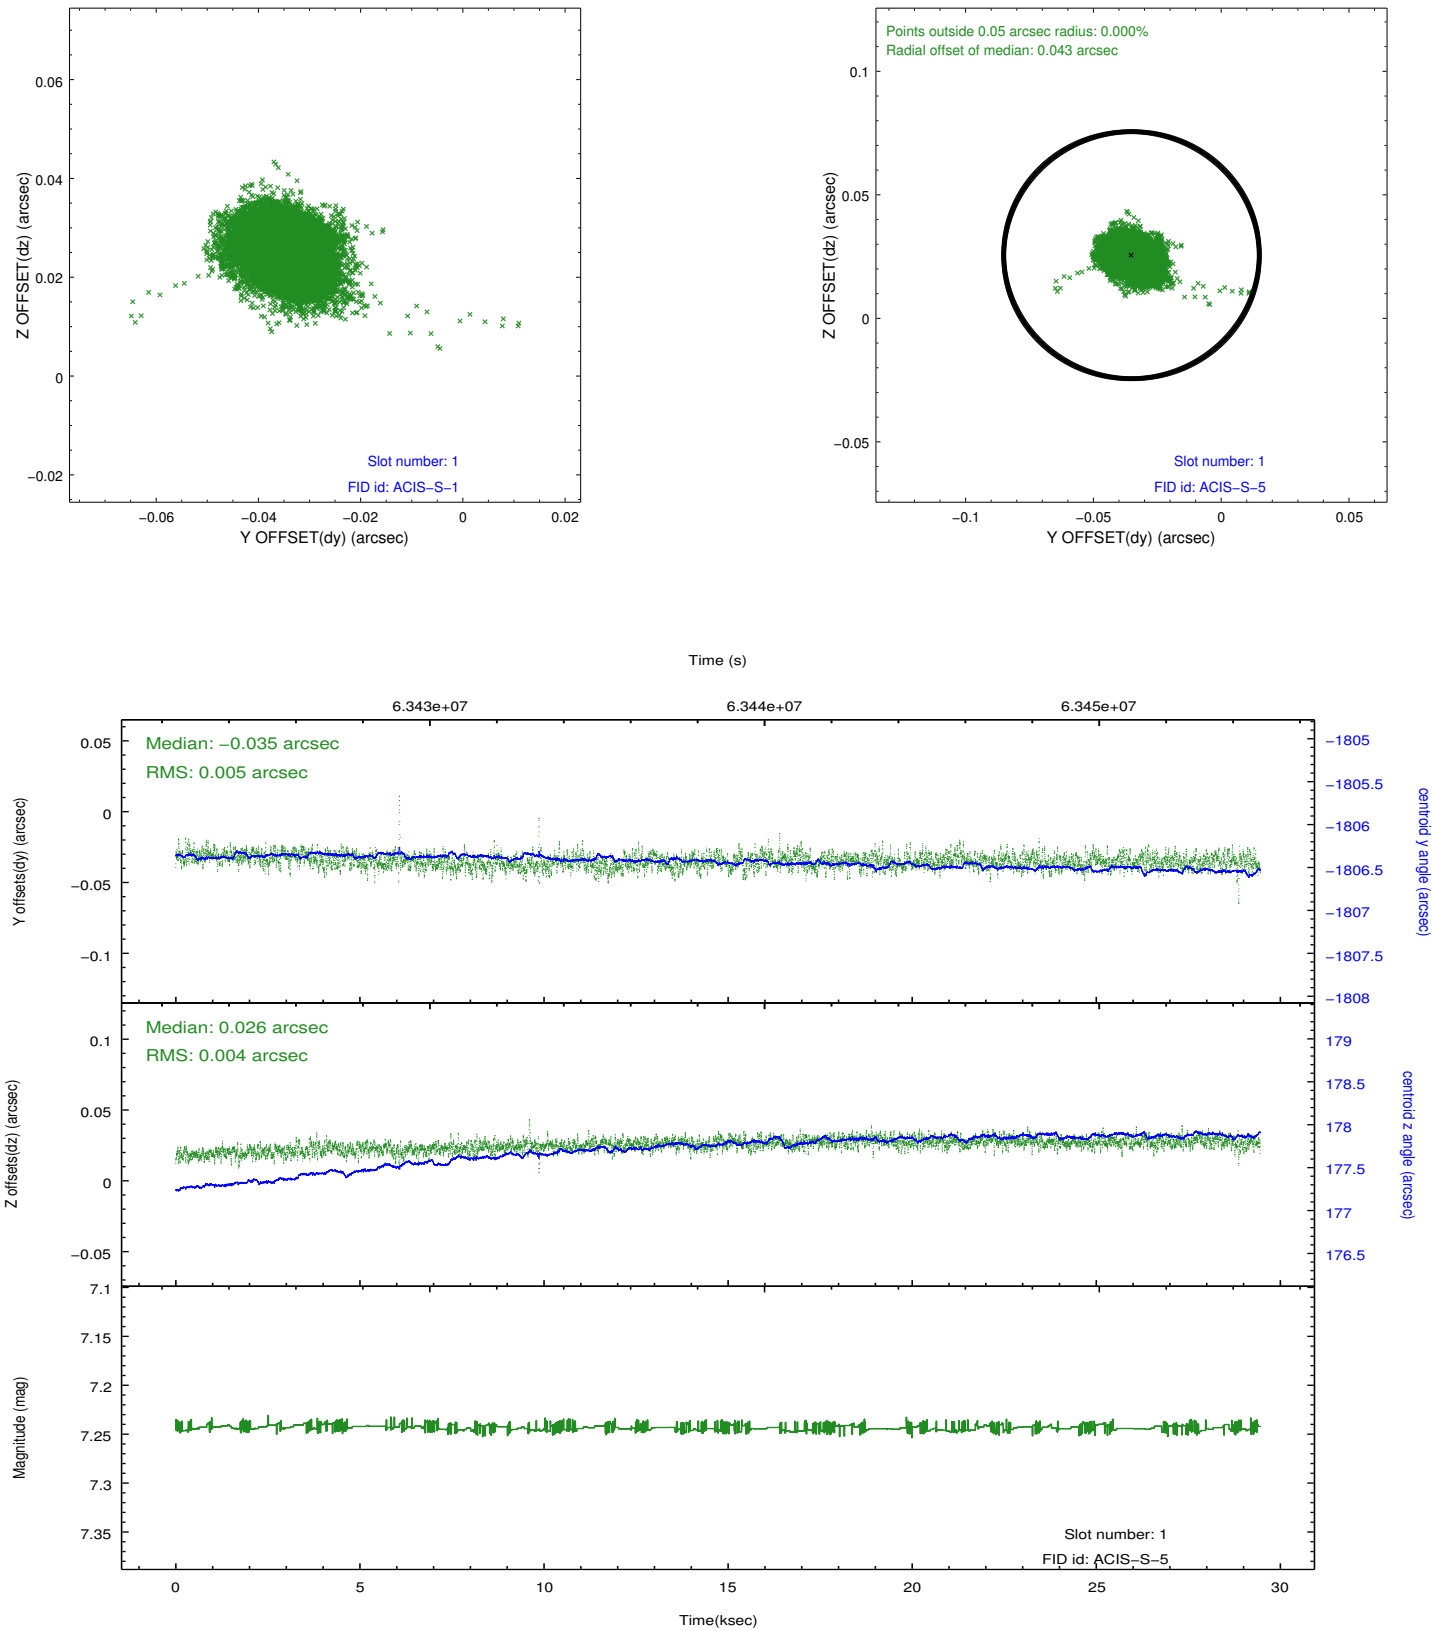 0.06
0.04
0.02
0
−0.02
Z OFFSET(dz) (arcsec)
Slot number: 1
FID id: ACIS−S−1
−0.06
−0.04
−0.02
0
0.02
Y OFFSET(dy) (arcsec)
Points outside 0.05 arcsec radius: 0.000%
Radial offset of median: 0.043 arcsec
0.1
0.05
0
−0.05
Z OFFSET(dz) (arcsec)
Slot number: 1
FID id: ACIS−S−5
−0.1
−0.05
0
0.05
Y OFFSET(dy) (arcsec)
Time (s)
6.343e+07
6.344e+07
6.345e+07
Median: −0.035 arcsec
RMS: 0.005 arcsec
0.05
0
−0.05
−0.1
Y offsets(dy) (arcsec)
−1805
−1805.5
−1806
−1806.5
−1807
−1807.5
−1808
centroid y angle (arcsec)
Median: 0.026 arcsec
RMS: 0.004 arcsec
0.1
0.05
0
−0.05
Z offsets(dz) (arcsec)
179
178.5
178
177.5
177
176.5
centroid z angle (arcsec)
7.1
7.15
7.2
7.25
7.3
7.35
Magnitude (mag)
Slot number: 1
FID id: ACIS−S−5
0
5
10
15
20
25
30
Time(ksec)